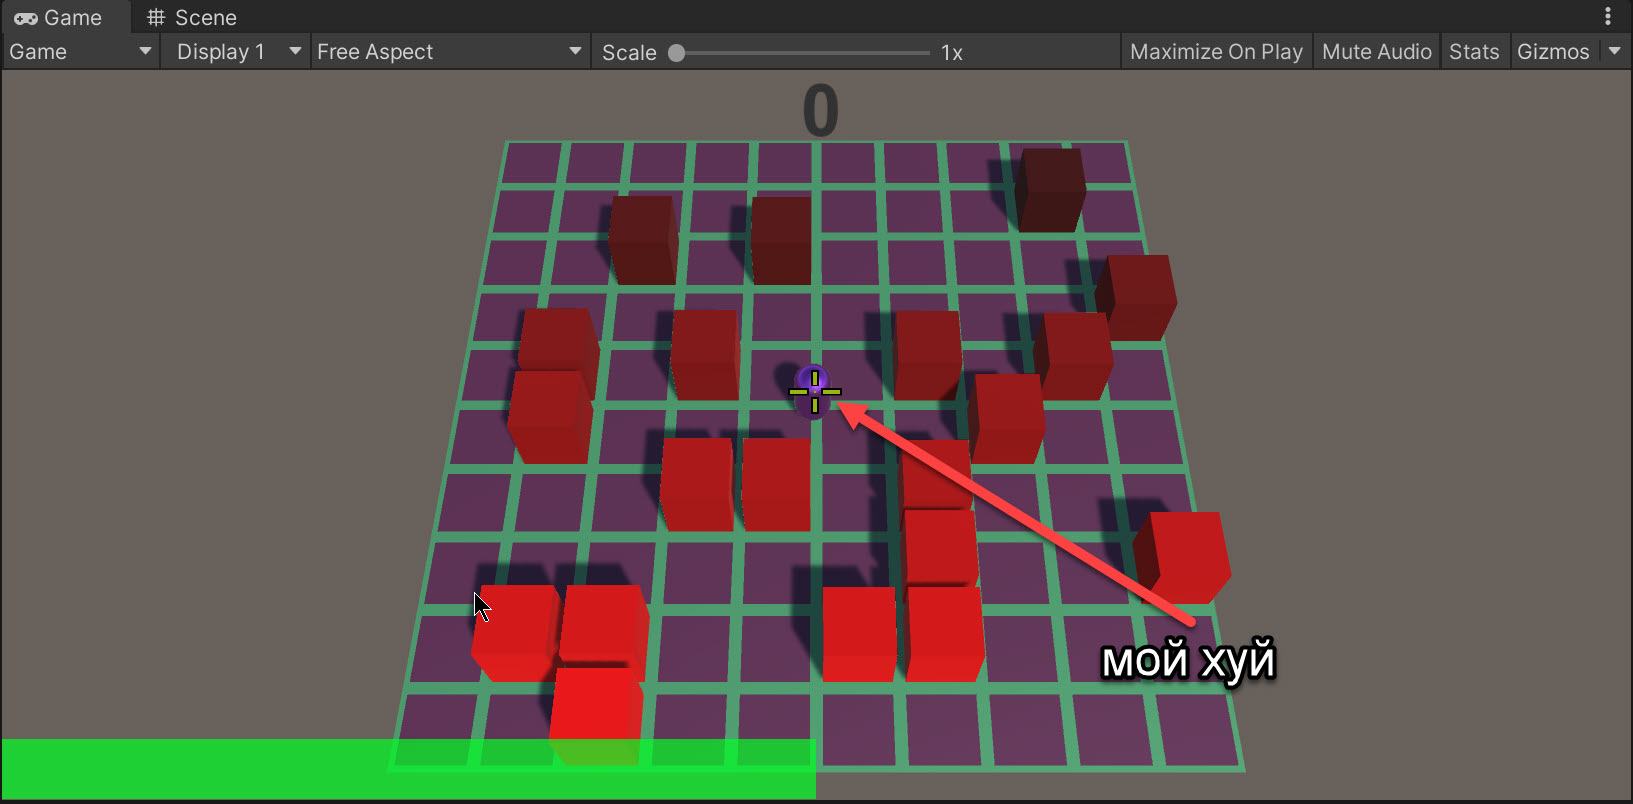 Game Scene
Game Display 1 Free Aspect Scale 1x Maximize On Play Mute Audio Stats Gizmos
0
мой хуй